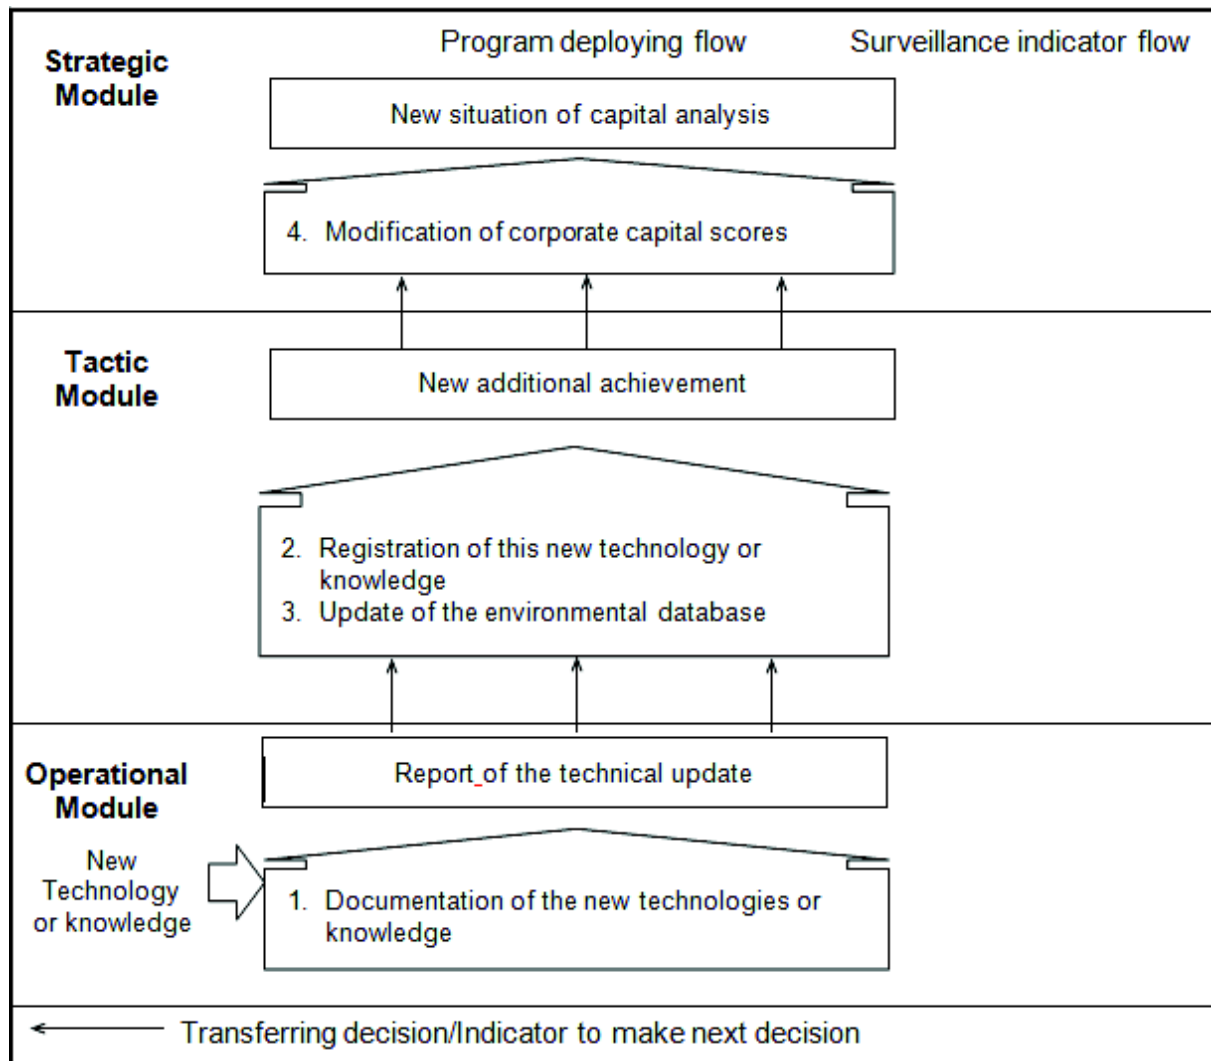 Program deploying flow
Surveillance indicator flow
Strategic
Module
New situation of capital analysis
4. Modification of corporate capital scores
Tactic
Module
New additional achievement
2. Registration of this new technology or
knowledge
3. Update of the environmental database
Operational
Module
Report of the technical update
New
Technology
or knowledge
1. Documentation of the new technologies or
knowledge
Transferring decision/Indicator to make next decision